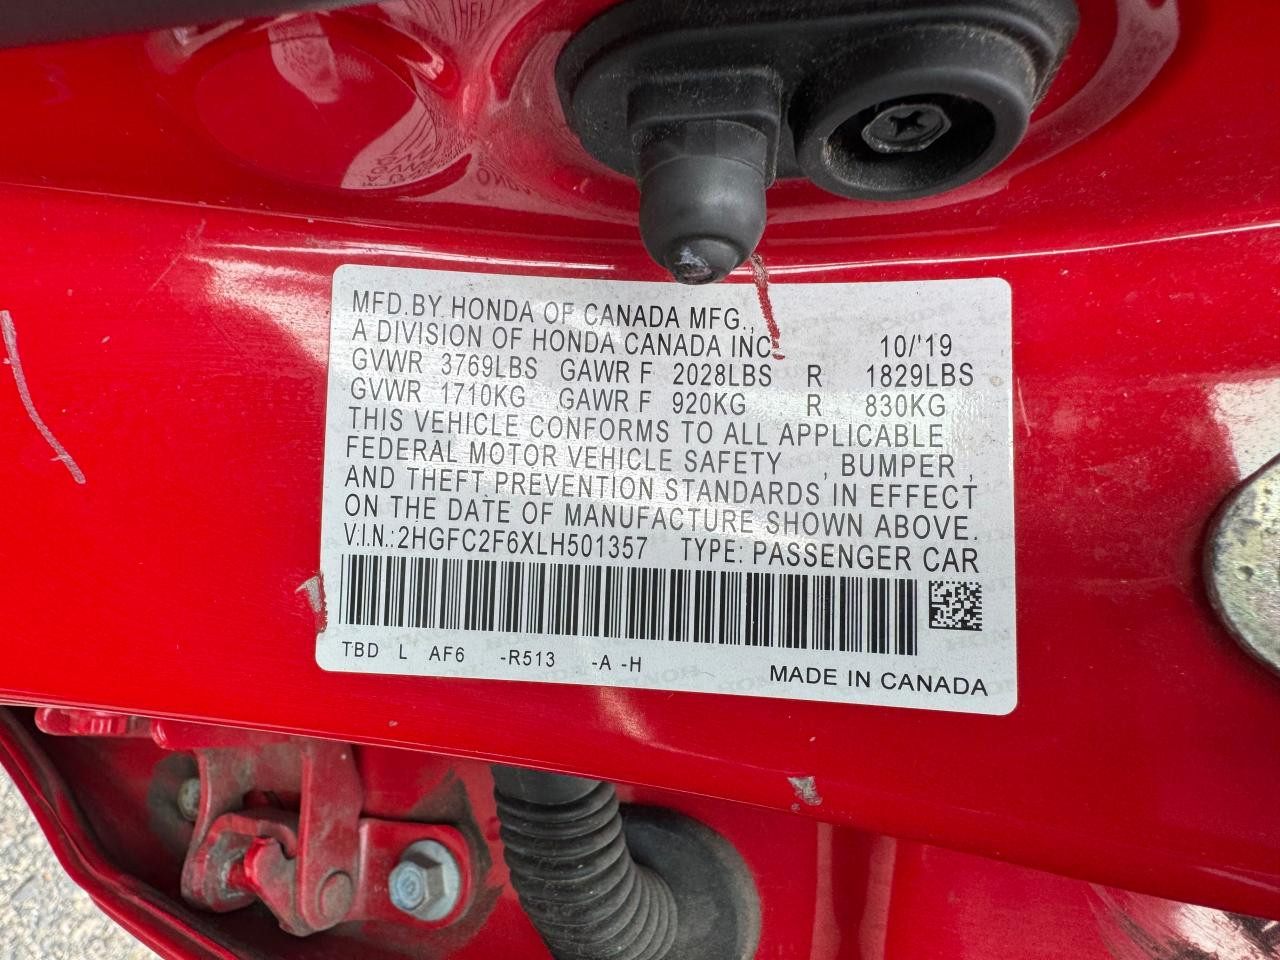 MFD.BY HONDA OF CANADA MFG.,
A DIVISION OF HONDA CANADA INC. 10/'19
GVWR 3769LBS GAWR F 2028LBS R 1829LBS
GVWR 1710KG GAWR F 920KG R 830KG
THIS VEHICLE CONFORMS TO ALL APPLICABLE
FEDERAL MOTOR VEHICLE SAFETY , BUMPER ,
AND THEFT PREVENTION STANDARDS IN EFFECT
ON THE DATE OF MANUFACTURE SHOWN ABOVE.
V.I.N.:2HGFC2F6XLH501357 TYPE: PASSENGER CAR
TBD L AF6 -R513 -A -H MADE IN CANADA